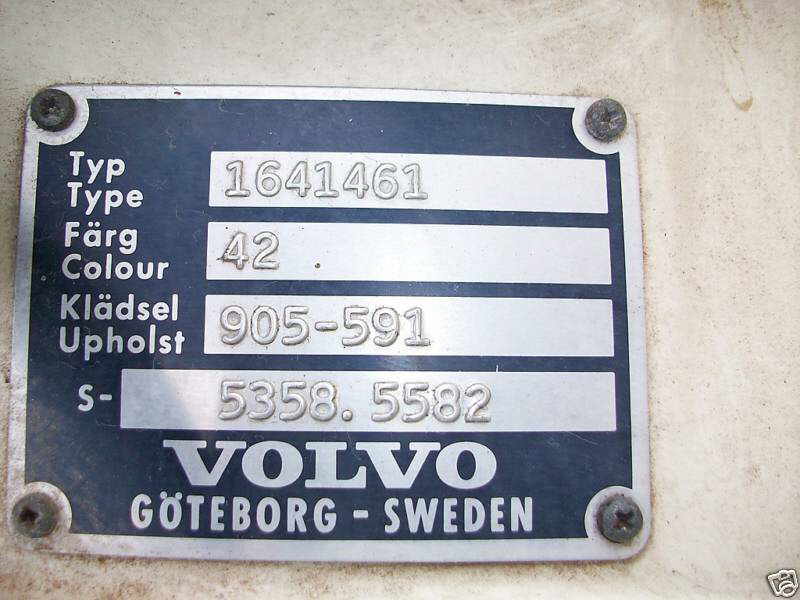 Typ
Type
1641461
Färg
Colour
42
Klädsel
Upholst
905-591
S- 5358.5582
VOLVO
GÖTEBORG - SWEDEN